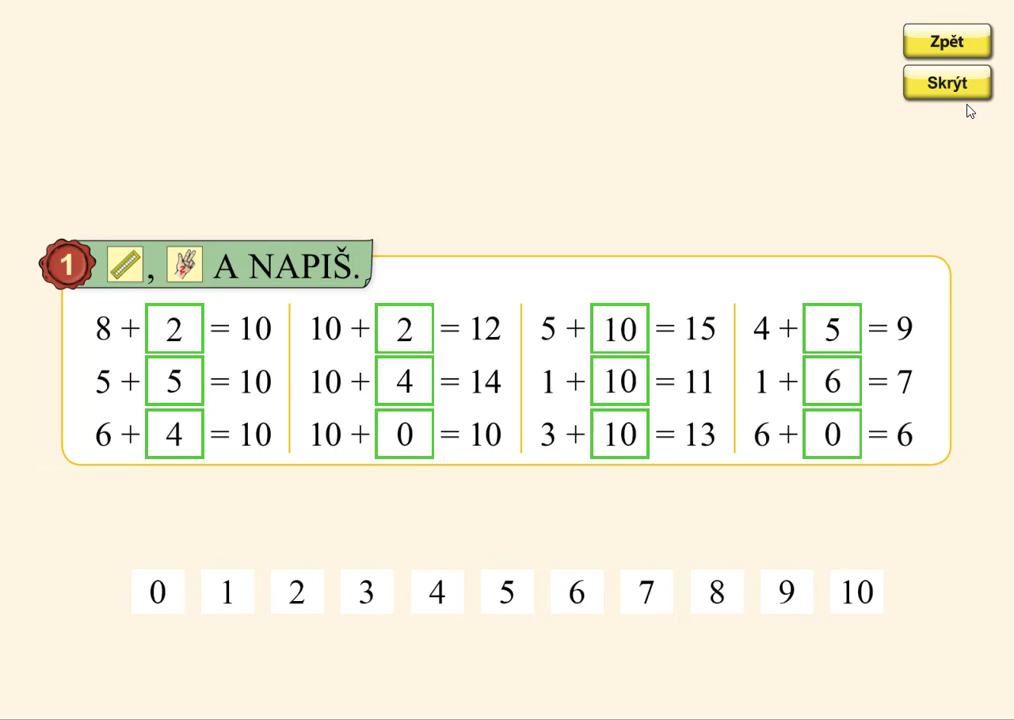 Zpět
Skrýt
1 , A NAPIŠ.
8 + 2 = 10 10 + 2 = 12 5 + 10 = 15 4 + 5 = 9
5 + 5 = 10 10 + 4 = 14 1 + 10 = 11 1 + 6 = 7
6 + 4 = 10 10 + 0 = 10 3 + 10 = 13 6 + 0 = 6
0 1 2 3 4 5 6 7 8 9 10